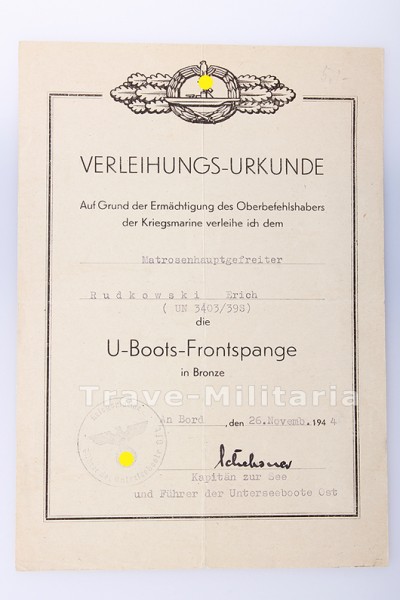 VERLEIHUNGS-URKUNDE
Auf Grund der Ermächtigung des Oberbefehlshabers
der Kriegsmarine verleihe ich dem
Matrosenhauptgefreiter
Rudkowski Erich
( UN 3403/39S)
die
U-Boots-Frontspange
in Bronze
Trave-Militaria
An Bord, den 26.Novemb. 1944
Kapitän zur See
und Führer der Unterseeboote Ost